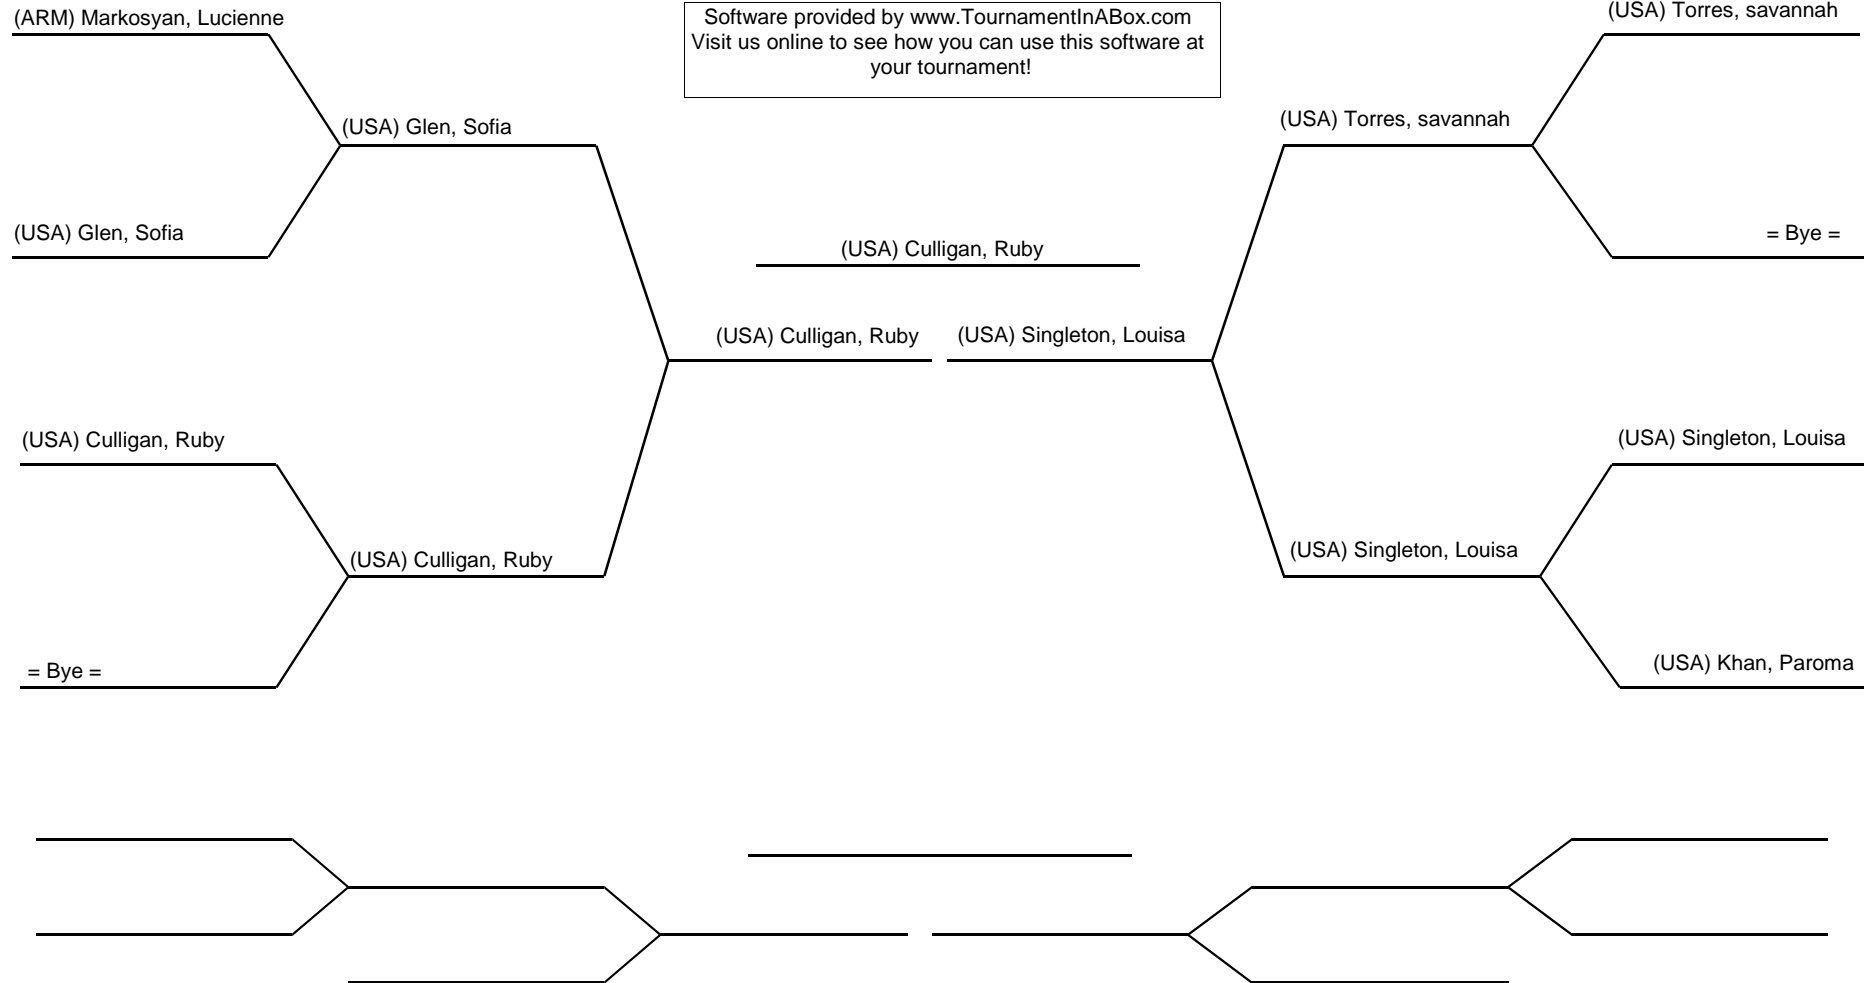 (ARM) Markosyan, Lucienne
Software provided by www.TournamentInABox.com
Visit us online to see how you can use this software at
your tournament!
(USA) Torres, savannah
(USA) Glen, Sofia
(USA) Torres, savannah
(USA) Glen, Sofia
(USA) Culligan, Ruby
= Bye =
(USA) Culligan, Ruby
(USA) Singleton, Louisa
(USA) Culligan, Ruby
(USA) Singleton, Louisa
(USA) Culligan, Ruby
(USA) Singleton, Louisa
= Bye =
(USA) Khan, Paroma